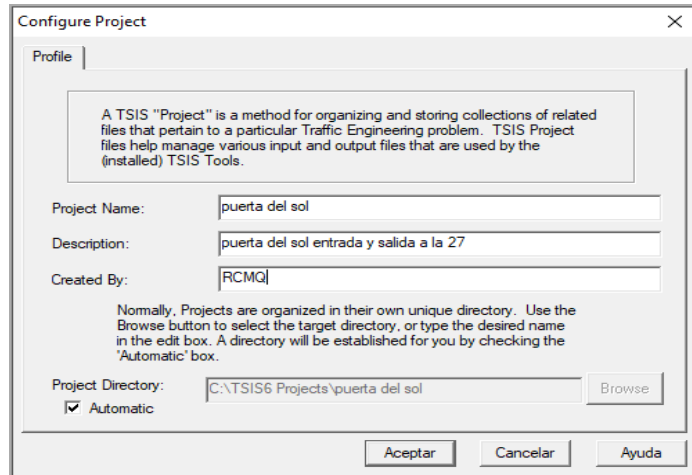 Configure Project
Profile
A TSIS "Project" is a method for organizing and storing collections of related
files that pertain to a particular Traffic Engineering problem. TSIS Project
files help manage various input and output files that are used by the
(installed) TSIS Tools.
Project Name: puerta del sol
Description: puerta del sol entrada y salida a la 27
Created By: RCMQ
Normally, Projects are organized in their own unique directory. Use the
Browse button to select the target directory, or type the desired name
in the edit box. A directory will be established for you by checking the
'Automatic' box.
Project Directory: C:\TSIS6 Projects\puerta del sol Browse
Automatic
Aceptar Cancelar Ayuda